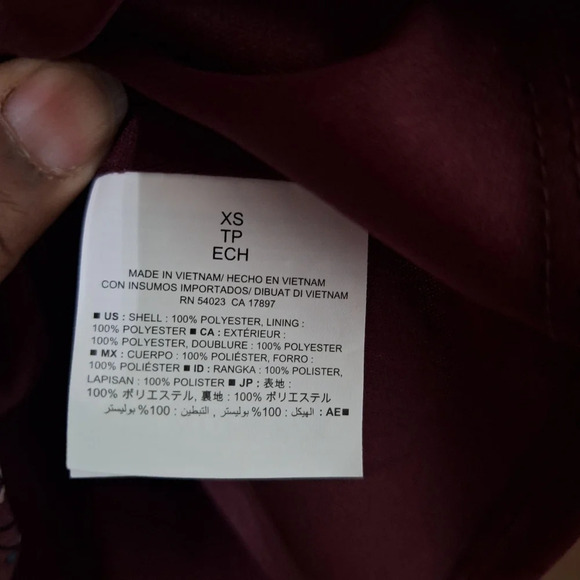 XS
TP
ECH
MADE IN VIETNAM/ HECHO EN VIETNAM
CON INSUMOS IMPORTADOS/ DIBUAT DI VIETNAM
RN 54023 CA 17897
■ US : SHELL : 100% POLYESTER, LINING :
100% POLYESTER ■ CA : EXTÉRIEUR :
100% POLYESTER, DOUBLURE : 100% POLYESTER
■ MX : CUERPO : 100% POLIÉSTER, FORRO :
100% POLIÉSTER ■ ID : RANGKA : 100% POLISTER,
LAPISAN : 100% POLISTER ■ JP : 表地 :
100% ポリエステル, 裏地 : 100% ポリエステル
■ AE : الهيكل : 100% بوليستر , التبطين : 100% بوليستر